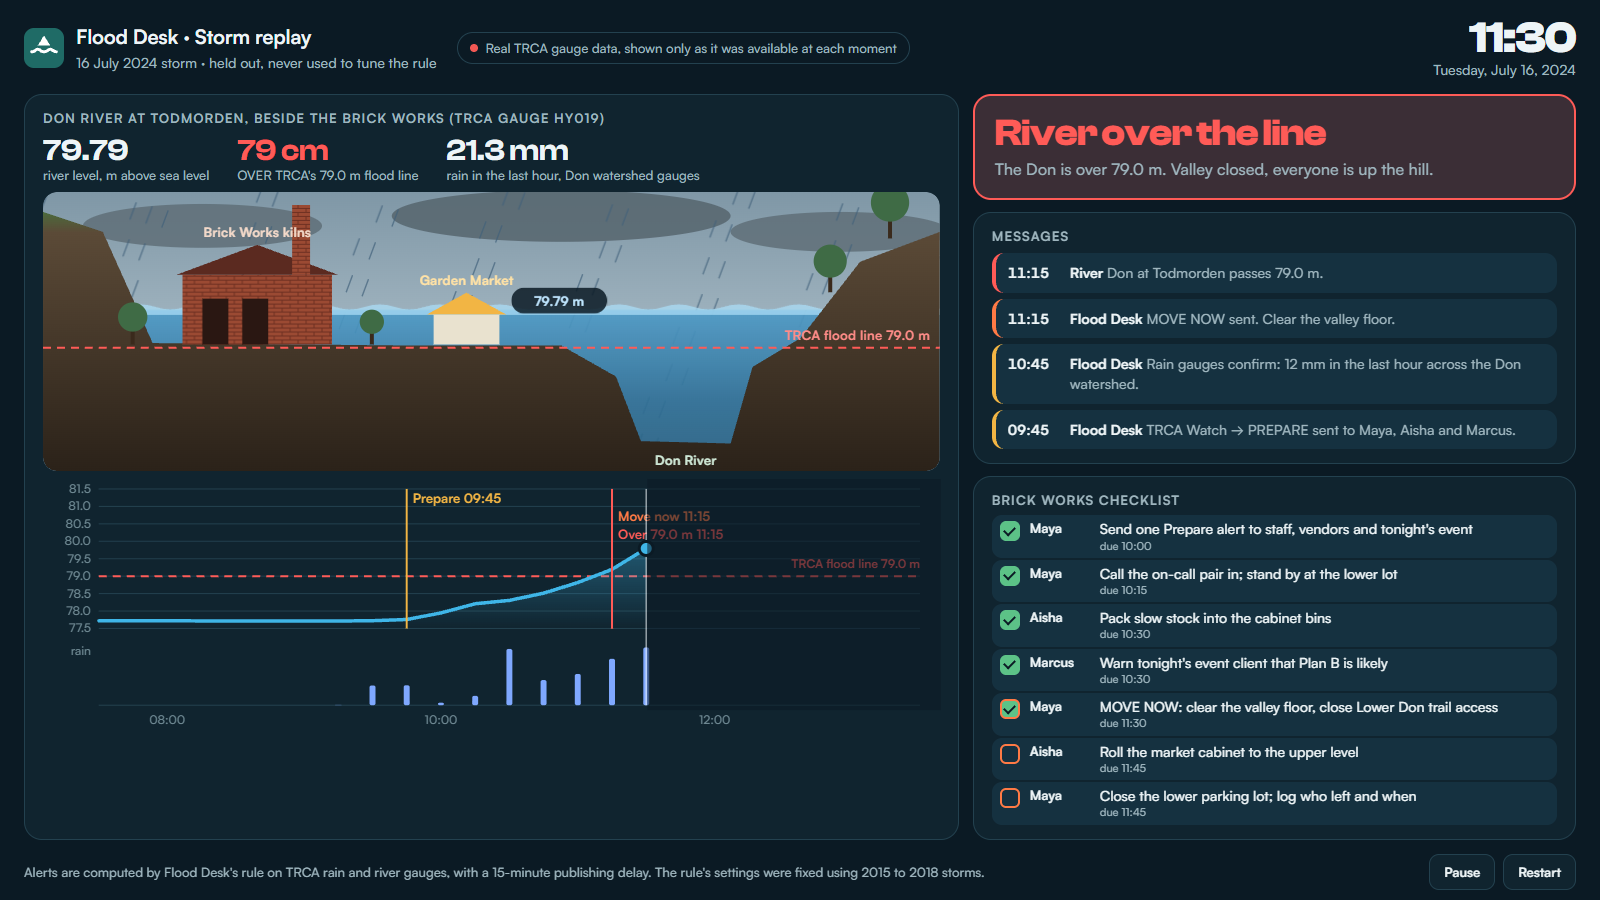 Flood Desk · Storm replay
16 July 2024 storm · held out, never used to tune the rule
Real TRCA gauge data, shown only as it was available at each moment
11:30
Tuesday, July 16, 2024
DON RIVER AT TODMORDEN, BESIDE THE BRICK WORKS (TRCA GAUGE HY019)
79.79
river level, m above sea level
79 cm
OVER TRCA's 79.0 m flood line
21.3 mm
rain in the last hour, Don watershed gauges
Brick Works kilns
Garden Market
79.79 m
TRCA flood line 79.0 m
Don River
81.5
81.0
80.5
80.0
79.5
79.0
78.5
78.0
77.5
rain
Prepare 09:45
Move now 11:15
Over 79.0 m 11:15
TRCA flood line 79.0 m
08:00
10:00
12:00
River over the line
The Don is over 79.0 m. Valley closed, everyone is up the hill.
MESSAGES
11:15 River Don at Todmorden passes 79.0 m.
11:15 Flood Desk MOVE NOW sent. Clear the valley floor.
10:45 Flood Desk Rain gauges confirm: 12 mm in the last hour across the Don
watershed.
09:45 Flood Desk TRCA Watch → PREPARE sent to Maya, Aisha and Marcus.
BRICK WORKS CHECKLIST
Maya Send one Prepare alert to staff, vendors and tonight's event
due 10:00
Maya Call the on-call pair in; stand by at the lower lot
due 10:15
Aisha Pack slow stock into the cabinet bins
due 10:30
Marcus Warn tonight's event client that Plan B is likely
due 10:30
Maya MOVE NOW: clear the valley floor, close Lower Don trail access
due 11:30
Aisha Roll the market cabinet to the upper level
due 11:45
Maya Close the lower parking lot; log who left and when
due 11:45
Alerts are computed by Flood Desk's rule on TRCA rain and river gauges, with a 15-minute publishing delay. The rule's settings were fixed using 2015 to 2018 storms.
Pause
Restart